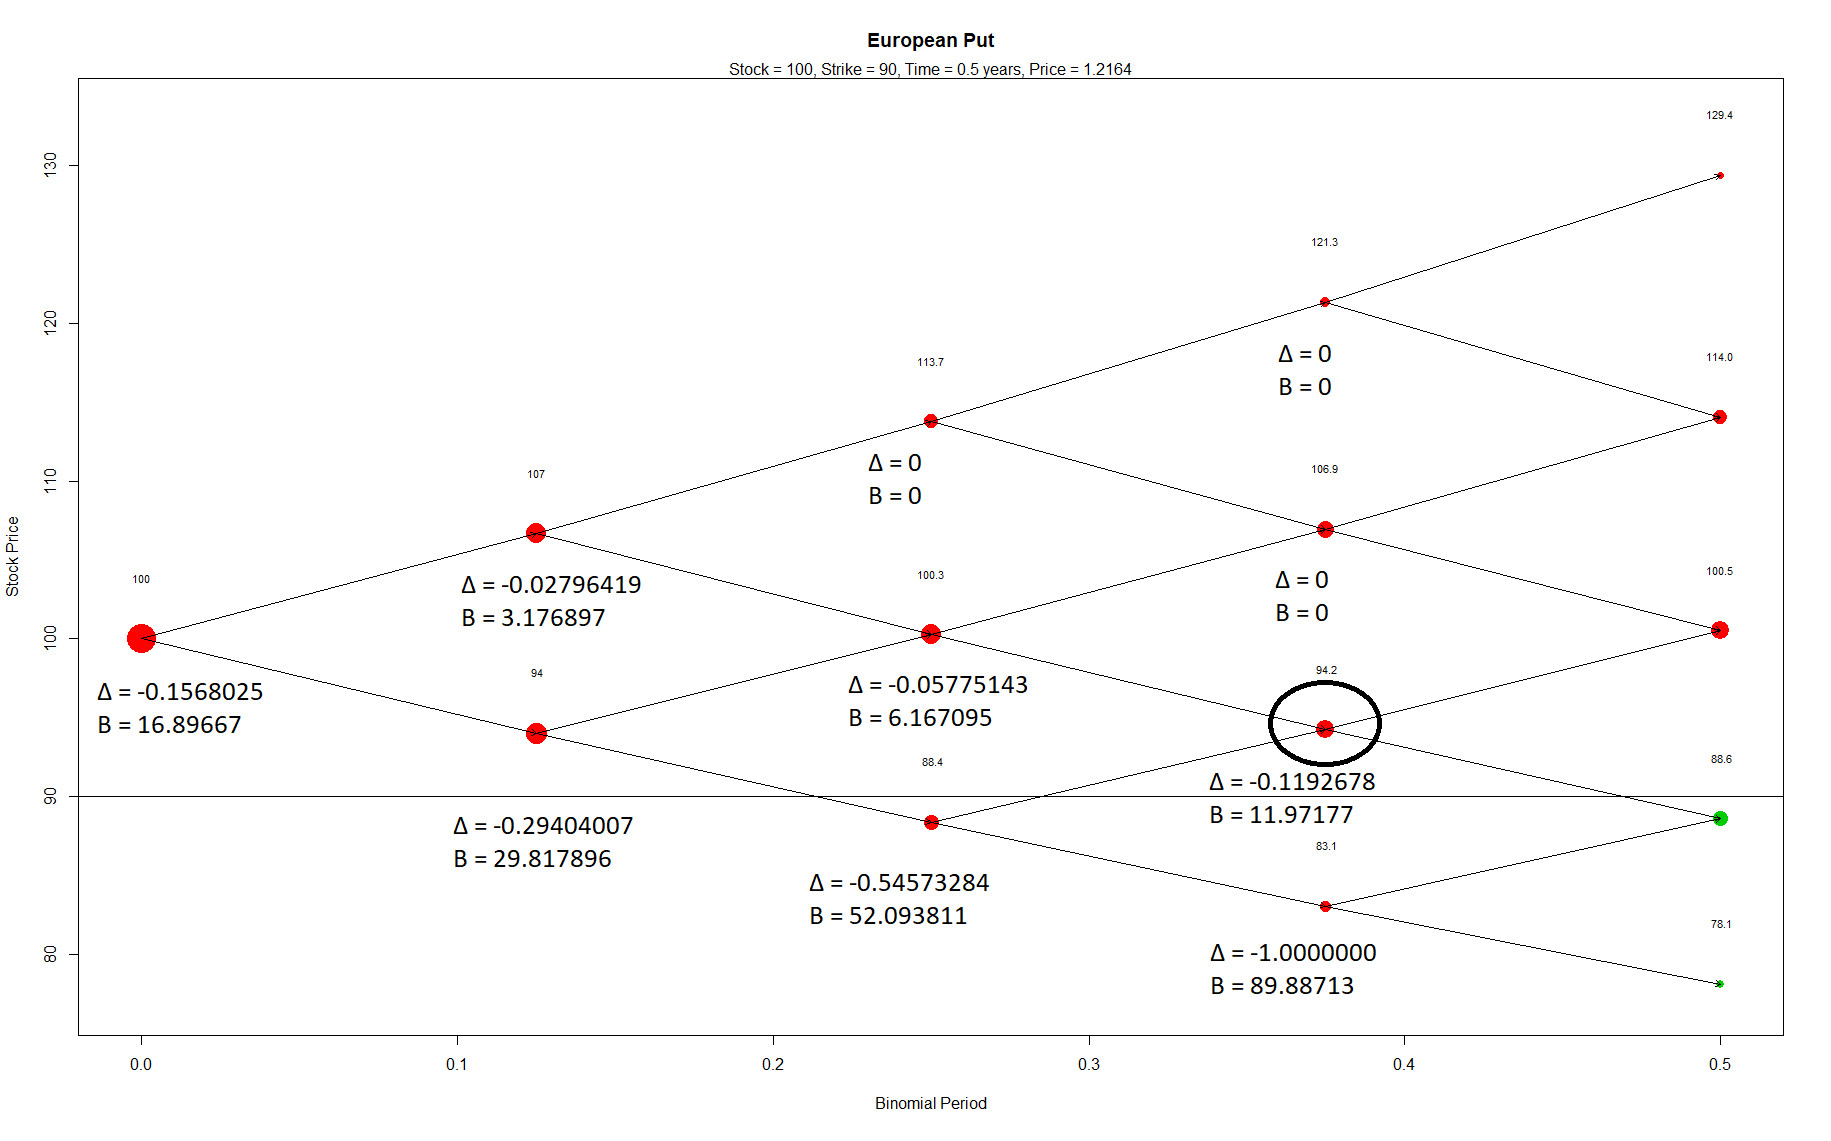 European Put
Stock = 100, Strike = 90, Time = 0.5 years, Price = 1.2164
129.4
130
121.3
120
Δ = 0
B = 0
114.0
113.7
110
Δ = 0
B = 0
107
106.9
Stock Price
100
Δ = -0.02796419
B = 3.176897
100.3
Δ = 0
B = 0
100.5
100
Δ = -0.1568025
B = 16.89667
94
Δ = -0.05775143
B = 6.167095
94.2
88.4
88.6
90
Δ = -0.1192678
B = 11.97177
Δ = -0.29404007
B = 29.817896
83.1
Δ = -0.54573284
B = 52.093811
78.1
80
Δ = -1.0000000
B = 89.88713
0.0 0.1 0.2 0.3 0.4 0.5
Binomial Period